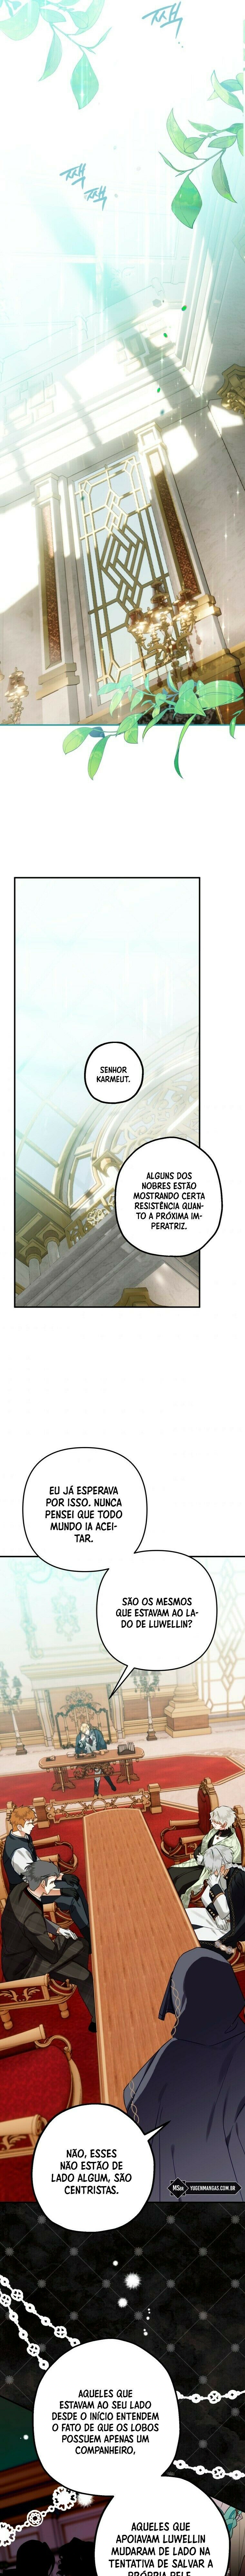 짹
짹
짹
SENHOR
KARMEUT.
ALGUNS DOS
NOBRES ESTÃO
MOSTRANDO CERTA
RESISTÊNCIA QUAN-
TO A PRÓXIMA IM-
PERATRIZ.
EU JÁ ESPERAVA
POR ISSO. NUNCA
PENSEI QUE TODO
MUNDO IA ACEI-
TAR.
SÃO OS MESMOS
QUE ESTAVAM AO LA-
DO DE LUWELLIN?
NÃO, ESSES
NÃO ESTÃO DE
LADO ALGUM, SÃO
CENTRISTAS.
YUGENMANGAS.COM.BR
AQUELES QUE
ESTAVAM AO SEU LADO
DESDE O INÍCIO ENTENDEM
O FATO DE QUE OS LOBOS
POSSUEM APENAS UM
COMPANHEIRO,
AQUELES QUE
APOIAVAM LUWELLIN
MUDARAM DE LADO NA
TENTATIVA DE SALVAR A
PRÓPRIA PELE